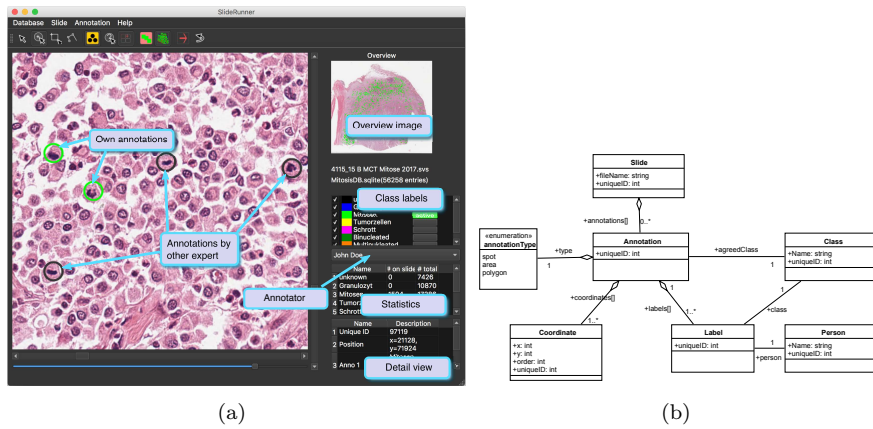 SlideRunner
Database Slide Annotation Help
Overview
Own annotations
Overview image
4115_15 B MCT Mitose 2017.svs
MitosisDB.sqlite(56258 entries)
Class labels
active
Tumorzellen
Schrott
Binucleated
Annotations by
other expert
John Doe
Name # on slide # total
1 unknown 0 7426
2 Granulozyt 0 10870
3 Mitosen
4 Tumorz
5 Schrott
Annotator
Statistics
Name Description
1 Unique ID 97119
2 Position x=21128,
y=71924
3 Anno 1
Detail view
(a)
Slide
+fileName: string
+uniqueID: int
+annotations[]
0..*
«enumeration»
annotationType
spot
area
polygon
+type
1
Annotation
+uniqueID: int
+agreedClass
1
Class
+Name: string
+uniqueID: int
+coordinates[]
1..*
1
+labels[]
1..*
1
+class
Coordinate
+x: int
+y: int
+order: int
+uniqueID: int
Label
+uniqueID: int
1
+person
Person
+Name: string
+uniqueID: int
(b)